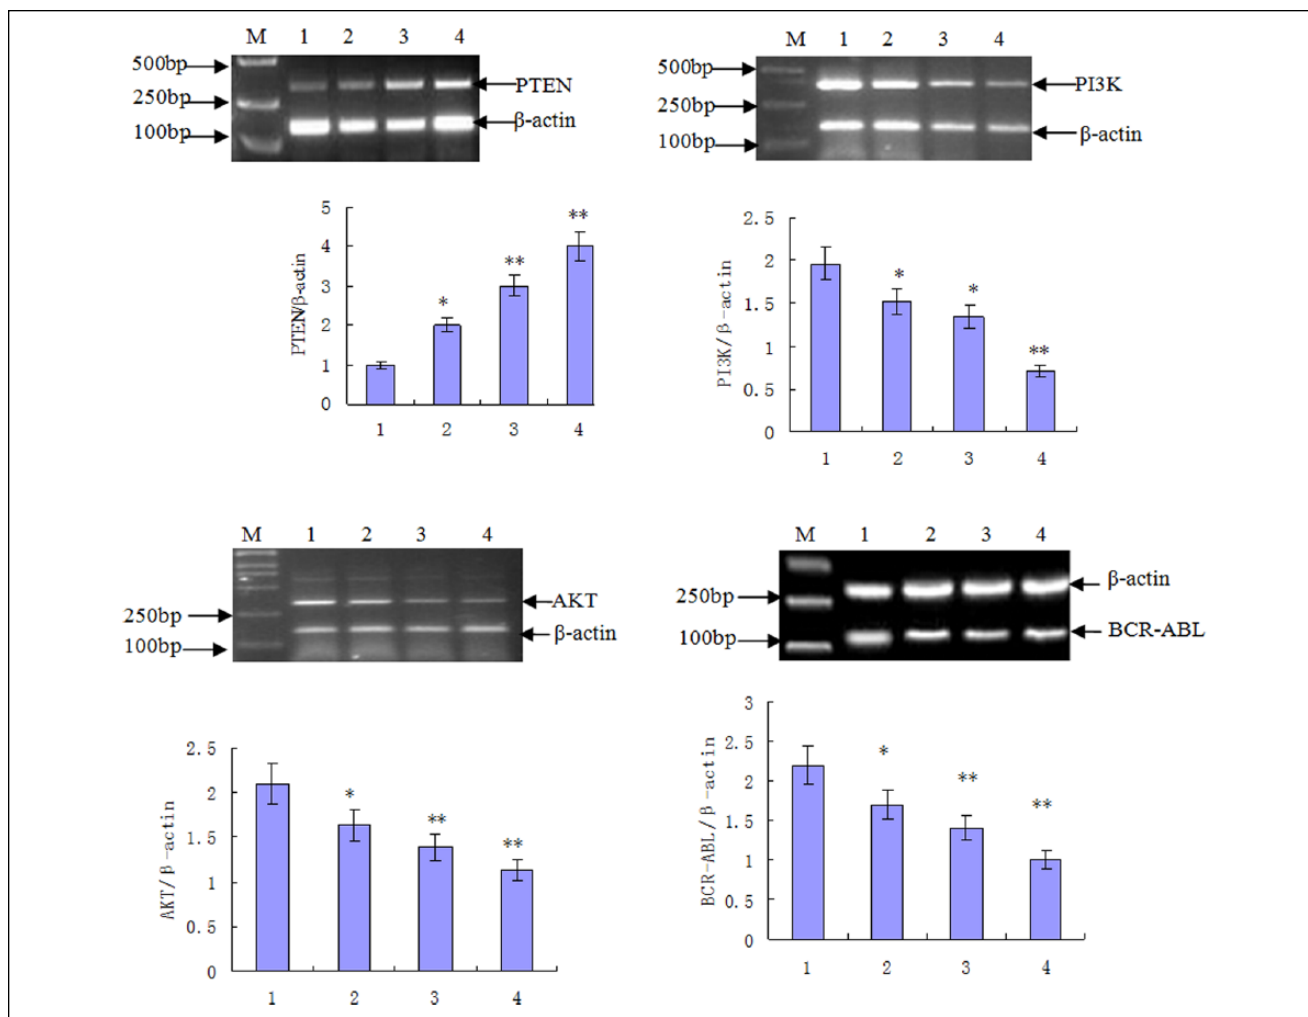 M 1 2 3 4
500bp
PTEN
250bp
β-actin
100bp
M 1 2 3 4
500bp
PI3K
250bp
β-actin
100bp
PTEN/β-actin
5
4
3
2
1
0
*
**
**
1 2 3 4
PI3K/β-actin
2.5
2
1.5
1
0.5
0
*
*
**
1 2 3 4
M 1 2 3 4
AKT
250bp
β-actin
100bp
M 1 2 3 4
β-actin
250bp
BCR-ABL
100bp
AKT/β-actin
2.5
2
1.5
1
0.5
0
*
**
**
1 2 3 4
BCR-ABL/β-actin
3
2.5
2
1.5
1
0.5
0
*
**
**
1 2 3 4